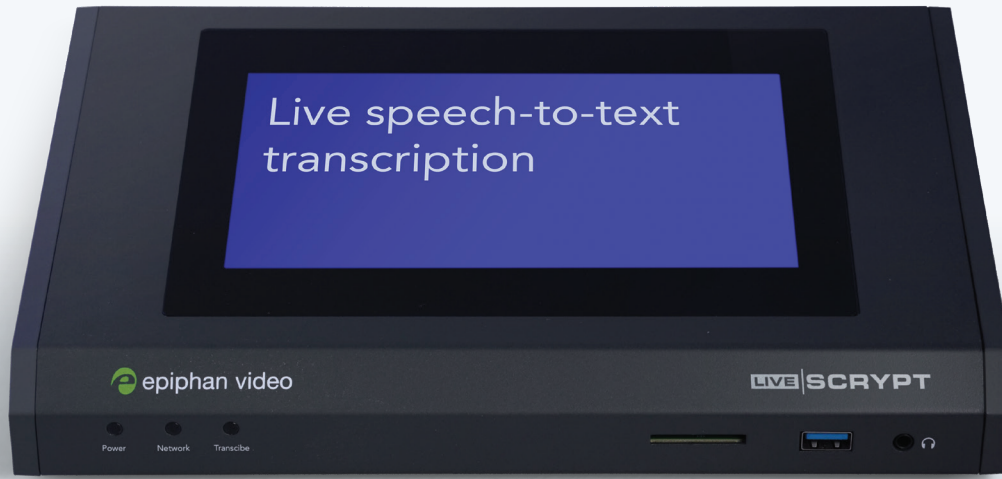 Live speech-to-text
transcription
epiphan video
LIVE SCRYPT
Power Network Transcibe